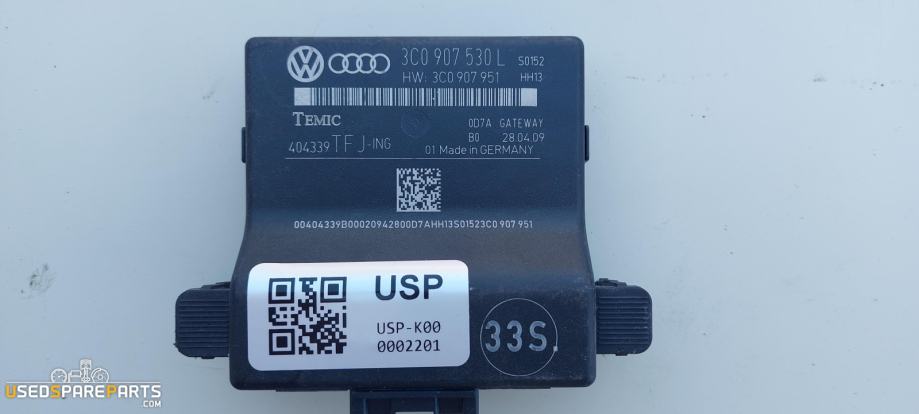 3C0 907 530 L S0152
HW: 3C0 907 951 HH13
TEMIC
0D7A GATEWAY
B0 28.04.09
404339 TFJ-ING 01 Made in GERMANY
00404339B00020942800D7AHH13S01523C0 907 951
USP
USP-K00
0002201
33S.
USEDSPAREPARTS
.COM